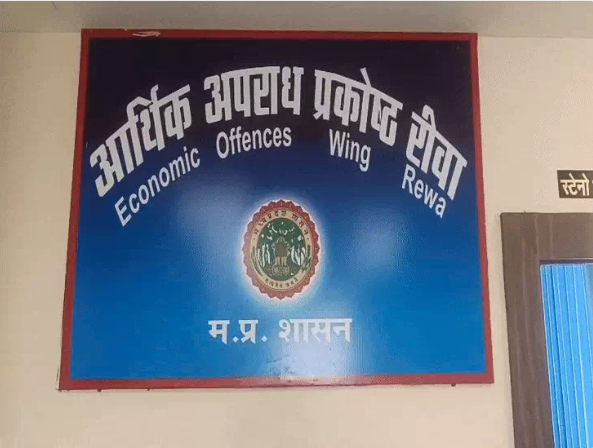 आर्थिक अपराध प्रकोष्ठ रीवा
Economic Offences Wing Rewa
म.प्र. शासन
स्टेनो